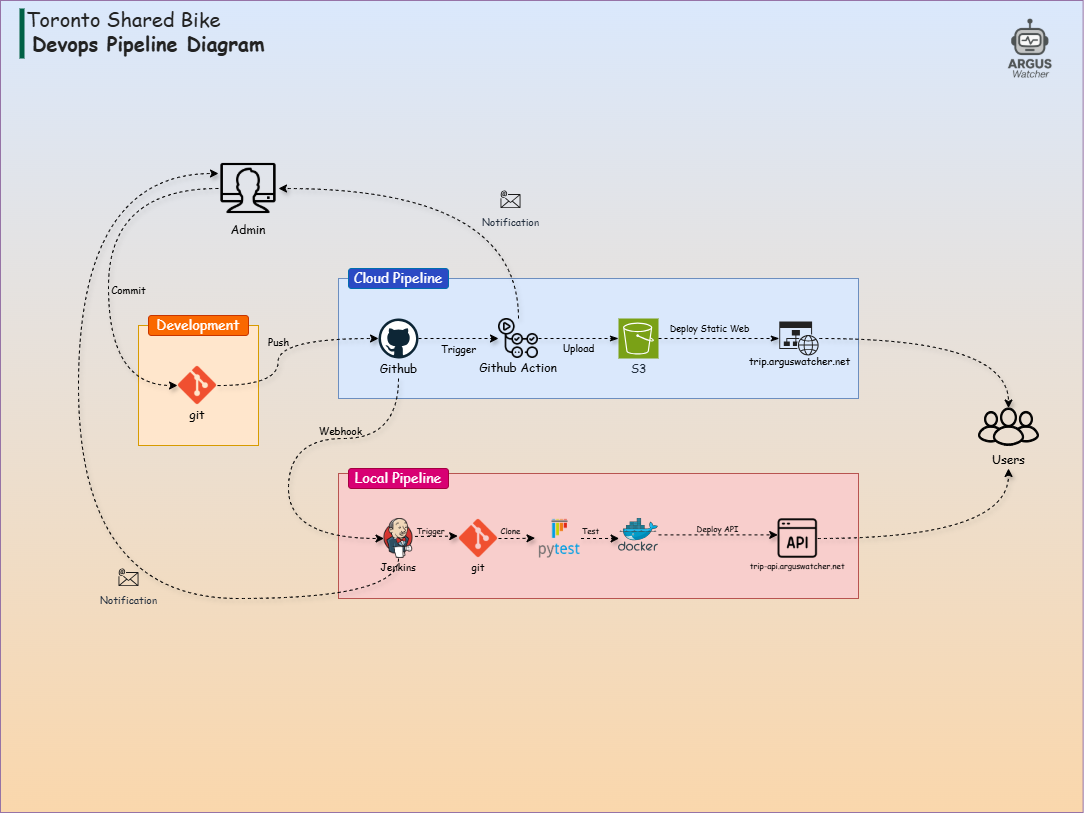 Toronto Shared Bike
Devops Pipeline Diagram
ARGUS
Watcher
Admin
Notification
Commit
Cloud Pipeline
Development
Push
Trigger
Upload
Deploy Static Web
Github
Github Action
S3
trip.arguswatcher.net
git
Webhook
Users
Local Pipeline
Trigger
Clone
Test
Deploy API
pytest
docker
API
Jenkins
git
trip-api.arguswatcher.net
Notification